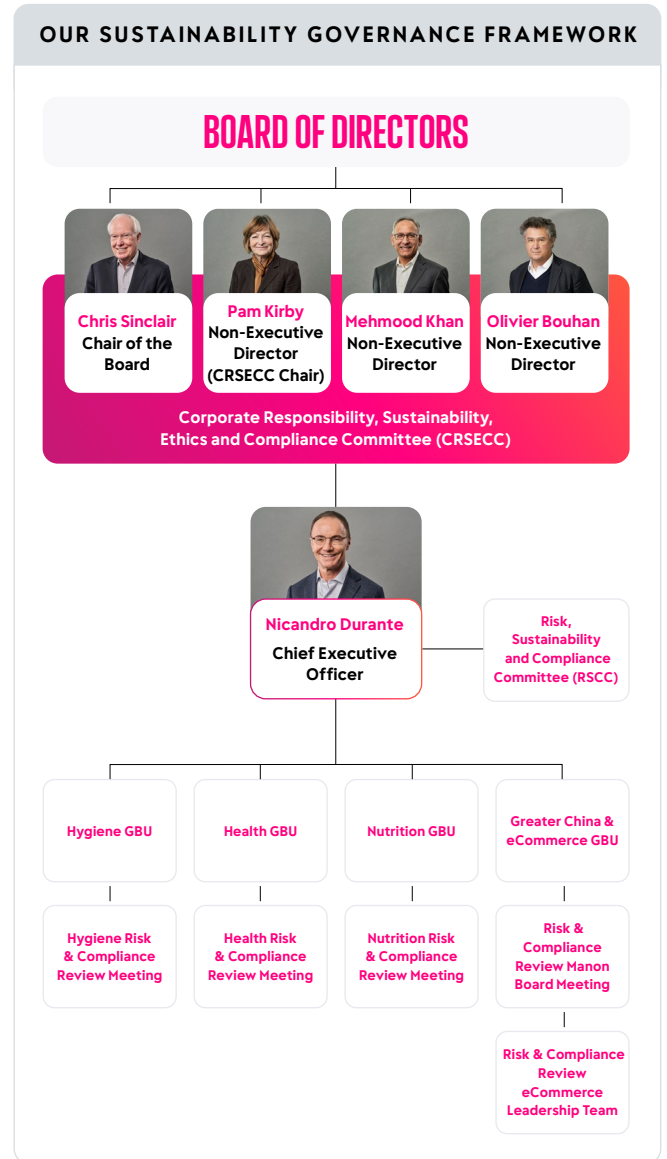 OUR SUSTAINABILITY GOVERNANCE FRAMEWORK
BOARD OF DIRECTORS
Chris Sinclair
Chair of the
Board
Pam Kirby
Non-Executive
Director
(CRSECC Chair)
Mehmood Khan
Non-Executive
Director
Olivier Bouhan
Non-Executive
Director
Corporate Responsibility, Sustainability,
Ethics and Compliance Committee (CRSECC)
Nicandro Durante
Chief Executive
Officer
Risk,
Sustainability
and Compliance
Committee (RSCC)
Hygiene GBU
Health GBU
Nutrition GBU
Greater China &
eCommerce GBU
Hygiene Risk
& Compliance
Review Meeting
Health Risk
& Compliance
Review Meeting
Nutrition Risk
& Compliance
Review Meeting
Risk &
Compliance
Review Manon
Board Meeting
Risk & Compliance
Review
eCommerce
Leadership Team